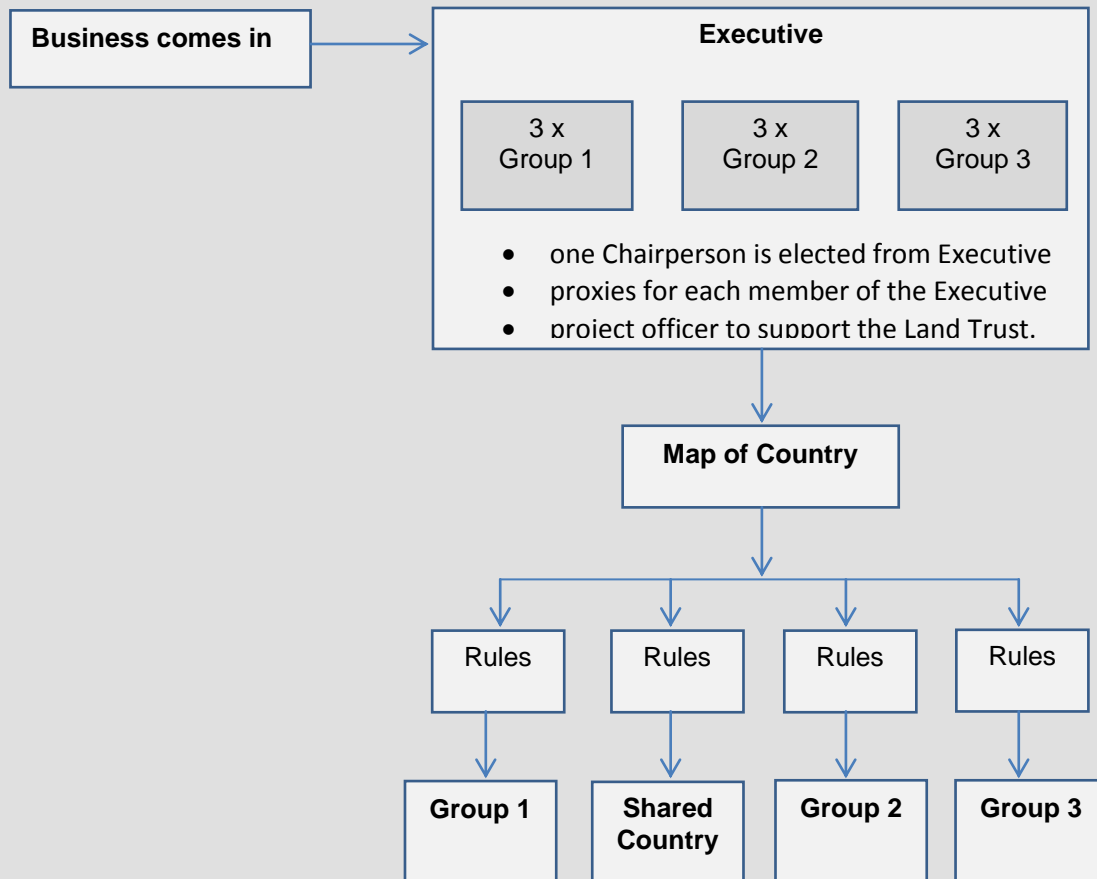 Business comes in
Executive
3 x
Group 1
3 x
Group 2
3 x
Group 3
• one Chairperson is elected from Executive
• proxies for each member of the Executive
• project officer to support the Land Trust.
Map of Country
Rules
Rules
Rules
Rules
Group 1
Shared
Country
Group 2
Group 3